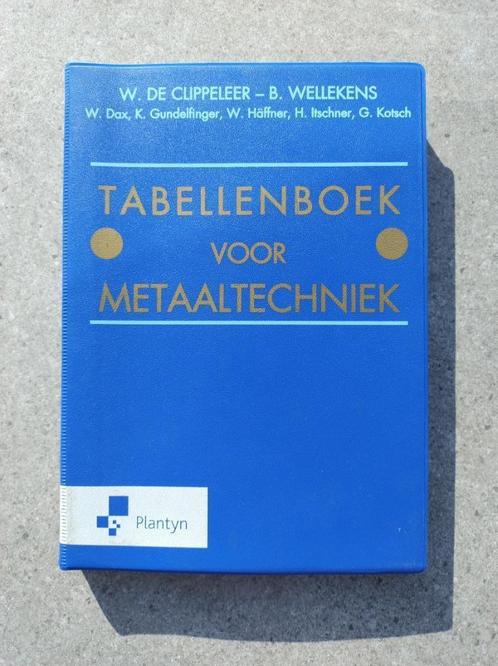 W. DE CLIPPELEER – B. WELLEKENS
W. Dax, K. Gundelfinger, W. Häffner, H. Itschner, G. Kotsch
TABELLENBOEK
VOOR
METAALTECHNIEK
Plantyn